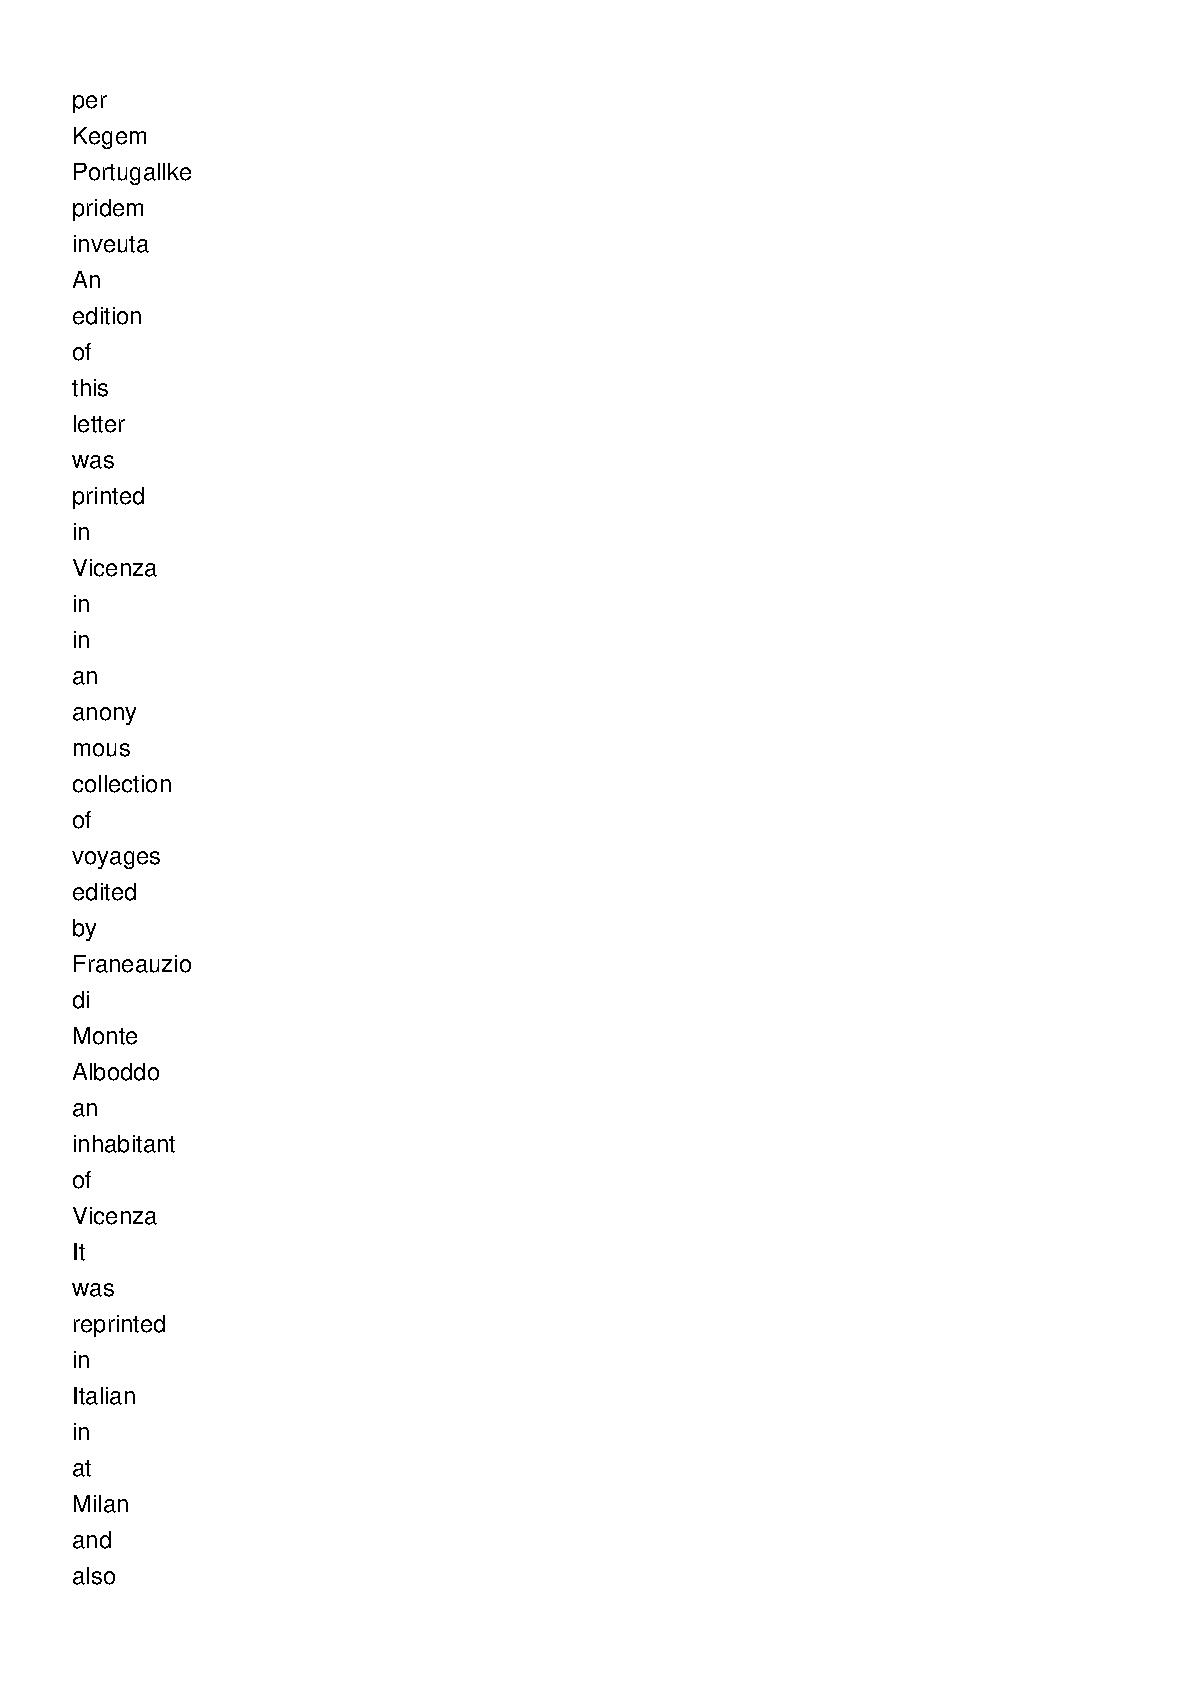 per
Kegem
Portugallke
pridem
inveuta
An
edition
of
this
letter
was
printed
in
Vicenza
in
in
an
anony
mous
collection
of
voyages
edited
by
Franeauzio
di
Monte
Alboddo
an
inhabitant
of
Vicenza
It
was
reprinted
in
Italian
in
at
Milan
and
also